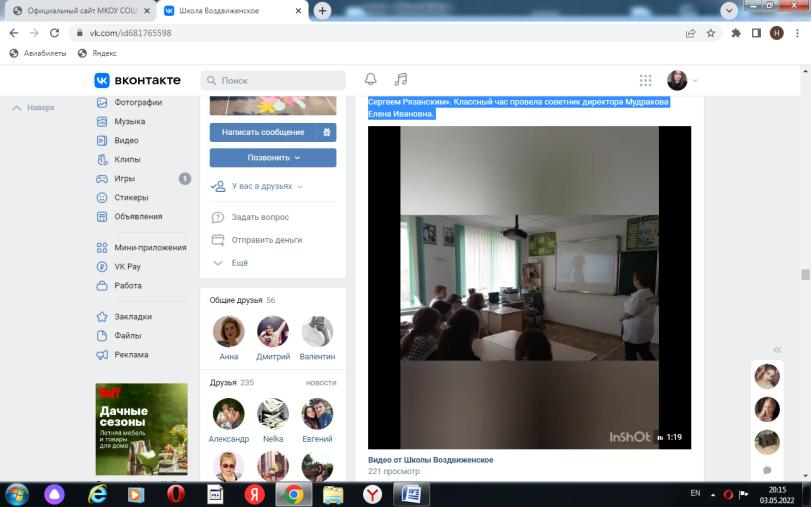 Официальный сайт МКОУ СОШ
Школа Воздвиженское
vk.com/id681765598
Н
Авиабилеты
Яндекс
вконтакте
Поиск
Наверх
Фотографии
Музыка
Видео
Клипы
Игры 1
Стикеры
Объявления
Мини-приложения
VK Pay
Работа
Закладки
Файлы
Реклама
Дачные
сезоны
Летняя мебель
и товары
для дома
Написать сообщение
Позвонить
У вас в друзьях
Задать вопрос
Отправить деньги
Ещё
Общие друзья 56
Анна Дмитрий Валентин
Друзья 235 новости
Александр Nelka Евгений
Сергеем Рязанским». Классный час провела советник директора Мудракова
Елена Ивановна.
InShOt
1:19
Видео от Школы Воздвиженское
221 просмотр
EN
20:15
03.05.2022